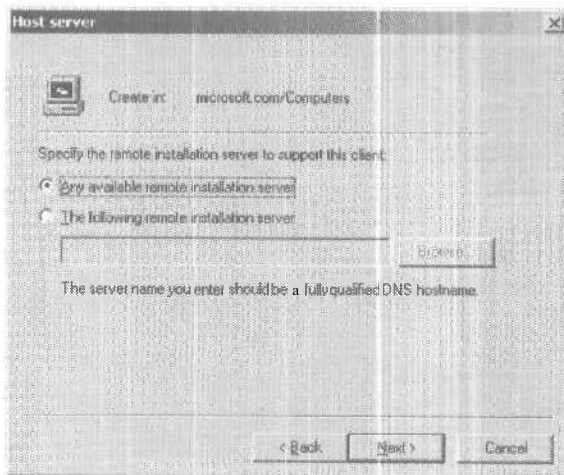 Host server
Create in: microsoft.com/Computers
Specify the remote installation server to support this client:
Any available remote installation server
The following remote installation server:
Browse...
The server name you enter should be a fully qualified DNS hostname.
< Back Next > Cancel